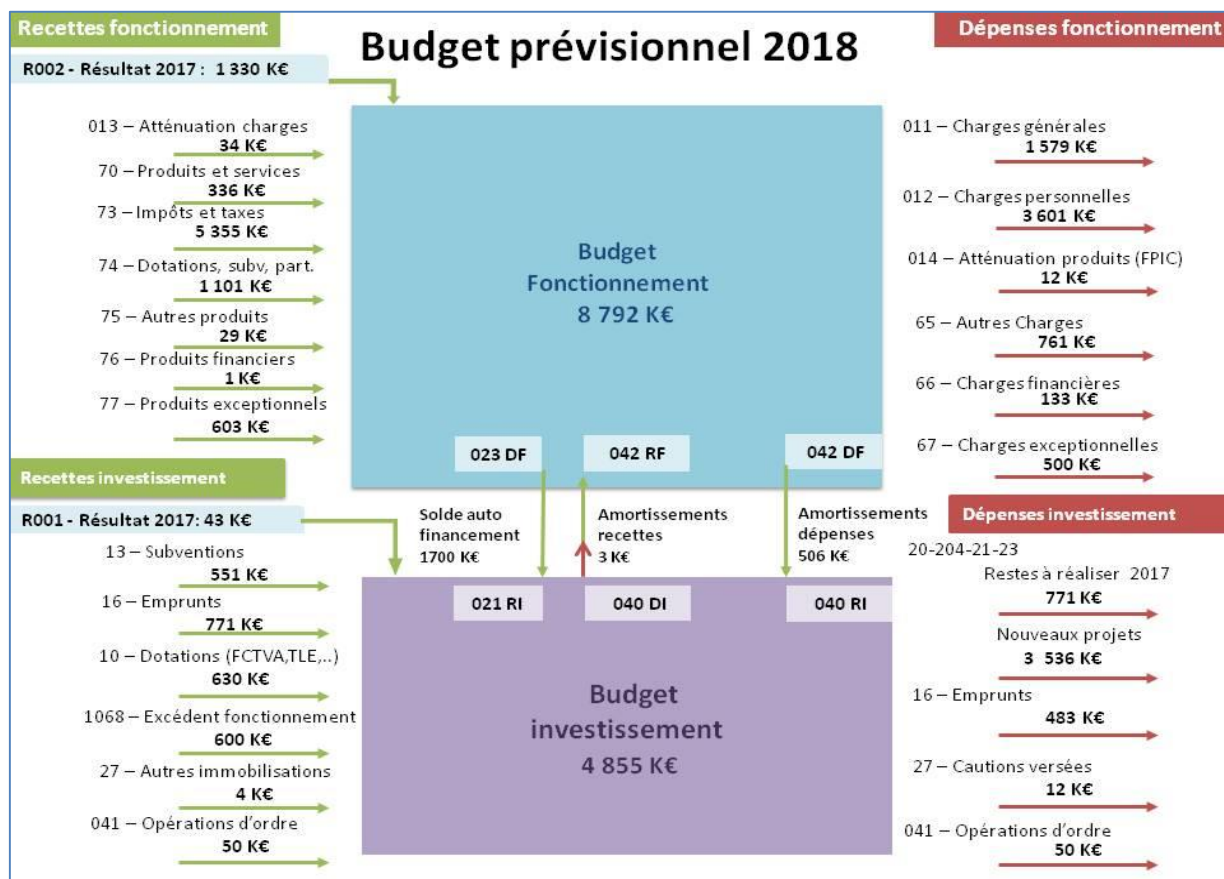 Recettes fonctionnement
Budget prévisionnel 2018
Dépenses fonctionnement
R002 - Résultat 2017 : 1 330 K€
013 – Atténuation charges
34 K€
70 – Produits et services
336 K€
73 – Impôts et taxes
5 355 K€
74 – Dotations, subv, part.
1 101 K€
75 – Autres produits
29 K€
76 – Produits financiers
1 K€
77 – Produits exceptionnels
603 K€
Budget
Fonctionnement
8 792 K€
023 DF
042 RF
042 DF
011 – Charges générales
1 579 K€
012 – Charges personnelles
3 601 K€
014 – Atténuation produits (FPIC)
12 K€
65 – Autres Charges
761 K€
66 – Charges financières
133 K€
67 – Charges exceptionnelles
500 K€
Recettes investissement
R001 - Résultat 2017: 43 K€
13 – Subventions
551 K€
16 – Emprunts
771 K€
10 – Dotations (FCTVA,TLE,..)
630 K€
1068 – Excédent fonctionnement
600 K€
27 – Autres immobilisations
4 K€
041 – Opérations d'ordre
50 K€
Solde auto
financement
1700 K€
Amortissements
recettes
3 K€
Amortissements
dépenses
506 K€
021 RI
040 DI
040 RI
Budget
investissement
4 855 K€
Dépenses investissement
20-204-21-23
Restes à réaliser 2017
771 K€
Nouveaux projets
3 536 K€
16 – Emprunts
483 K€
27 – Cautions versées
12 K€
041 – Opérations d'ordre
50 K€